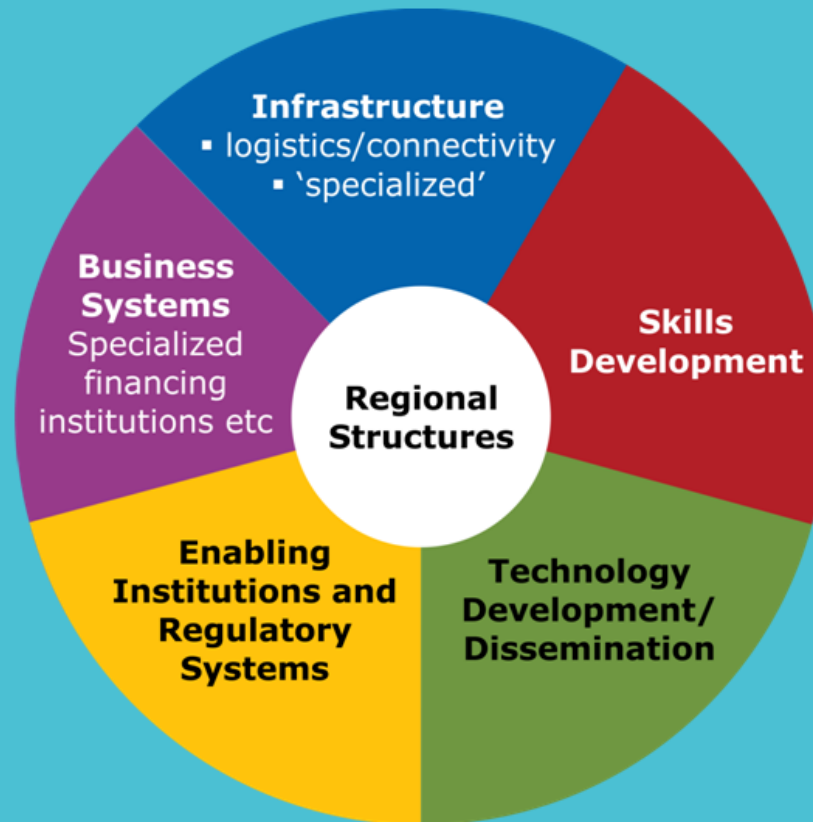 Infrastructure
▪ logistics/connectivity
▪ ‘specialized’
Skills
Development
Technology
Development/
Dissemination
Enabling
Institutions and
Regulatory
Systems
Business
Systems
Specialized
financing
institutions etc
Regional
Structures